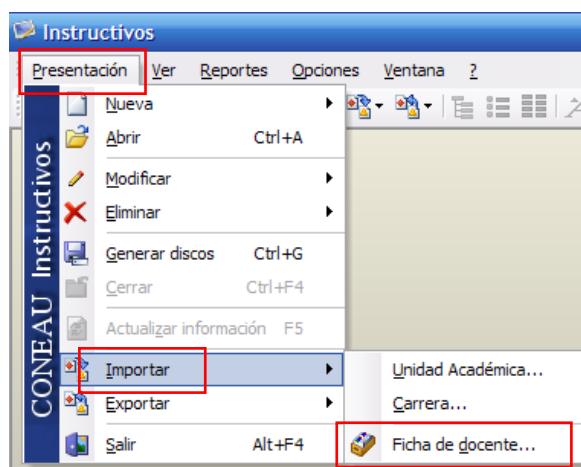 Instructivos
Presentación Ver Reportes Opciones Ventana ?
CONEAU Instructivos
Nueva
Abrir Ctrl+A
Modificar
Eliminar
Generar discos Ctrl+G
Cerrar Ctrl+F4
Actualizar información F5
Importar
Exportar
Salir Alt+F4
Unidad Académica...
Carrera...
Ficha de docente...